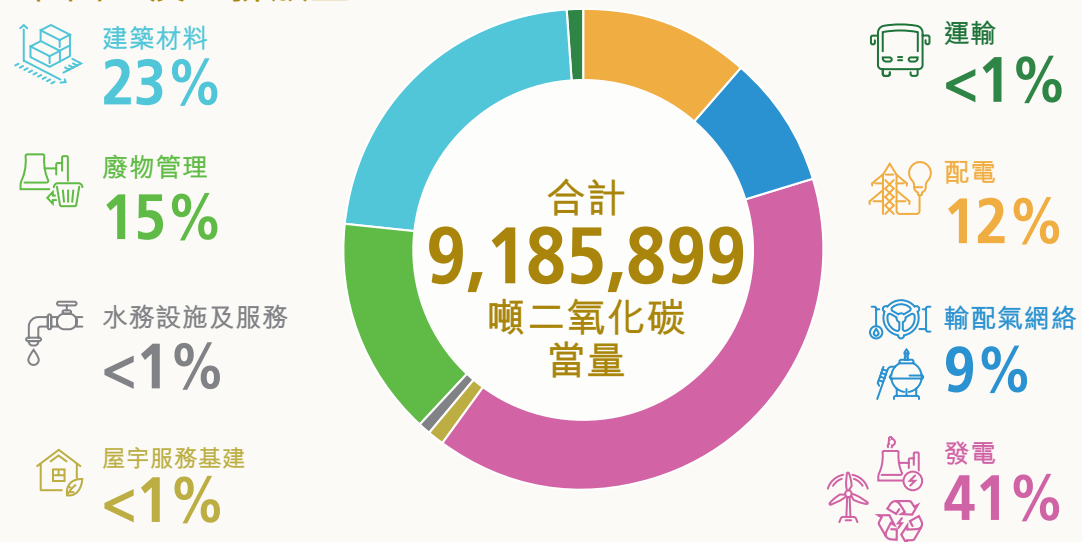 建築材料
23%
廢物管理
15%
水務設施及服務
<1%
屋宇服務基建
<1%
合計
9,185,899
噸二氧化碳
當量
運輸
<1%
配電
12%
輸配氣網絡
9%
發電
41%